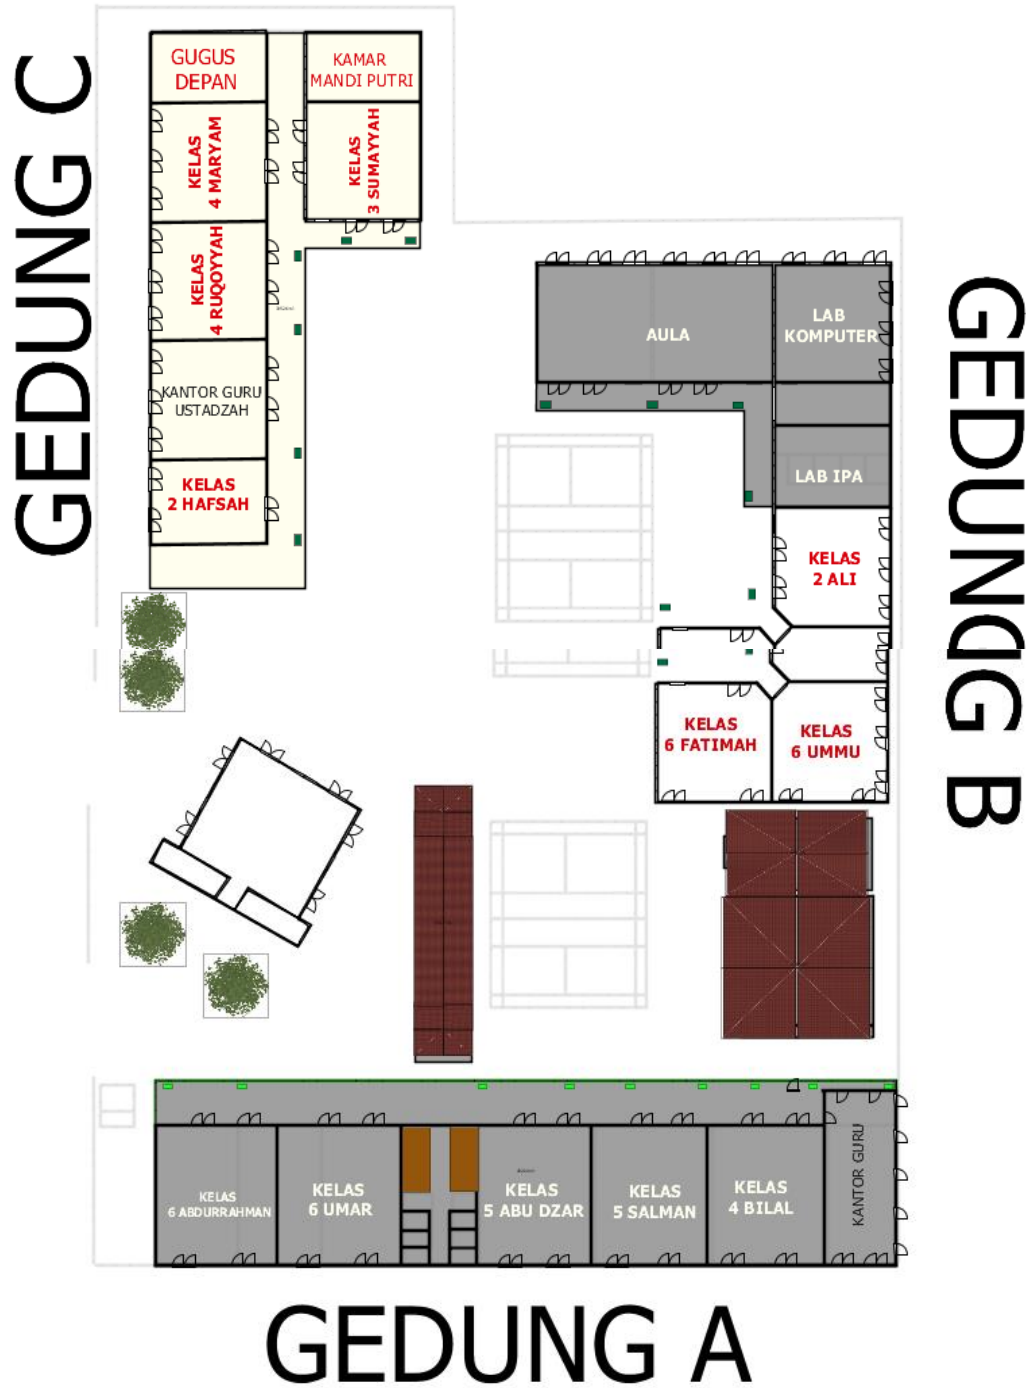 GEDUNG C
GUGUS
DEPAN
KAMAR
MANDI PUTRI
KELAS
4 MARYAM
KELAS
3 SUMAYYAH
KELAS
4 RUQOYYAH
KANTOR GURU
USTADZAH
KELAS
2 HAFSAH
GEDUNG B
AULA
LAB
KOMPUTER
LAB IPA
KELAS
2 ALI
KELAS
6 FATIMAH
KELAS
6 UMMU
KELAS
6 ABDURRAHMAN
KELAS
6 UMAR
KELAS
5 ABU DZAR
KELAS
5 SALMAN
KELAS
4 BILAL
KANTOR GURU
GEDUNG A